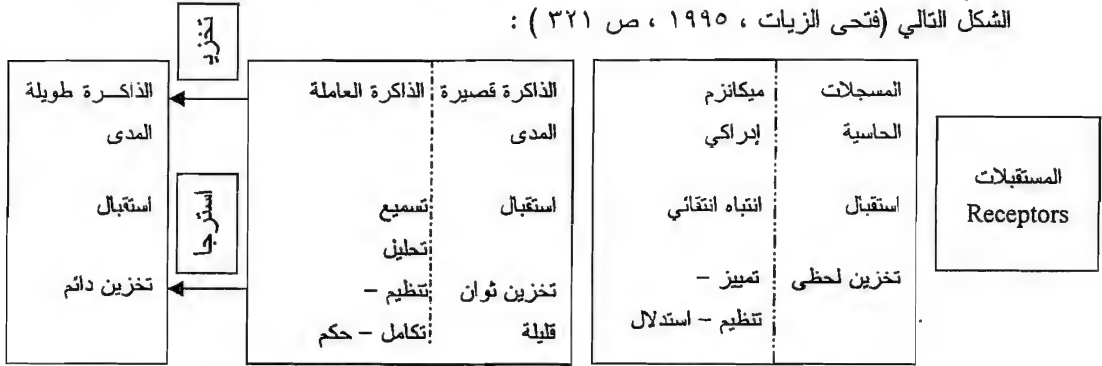 الشكل التالي (فتحى الزيات ، ١٩٩٥ ، ص ٣٢١ ) :
المستقبلات
Receptors
المسجلات
الحاسية
استقبال
تخزين لحظى
ميكانزم
إدراكي
انتباه انتقائي
تمييز –
تنظيم – استدلال
الذاكرة قصيرة
المدى
استقبال
تخزين ثوان
قليلة
الذاكرة العاملة
تسميع
تحليل
تنظيم –
تكامل – حكم
تخزيد
استرجا
الذاكرة طويلة
المدى
استقبال
تخزين دائم